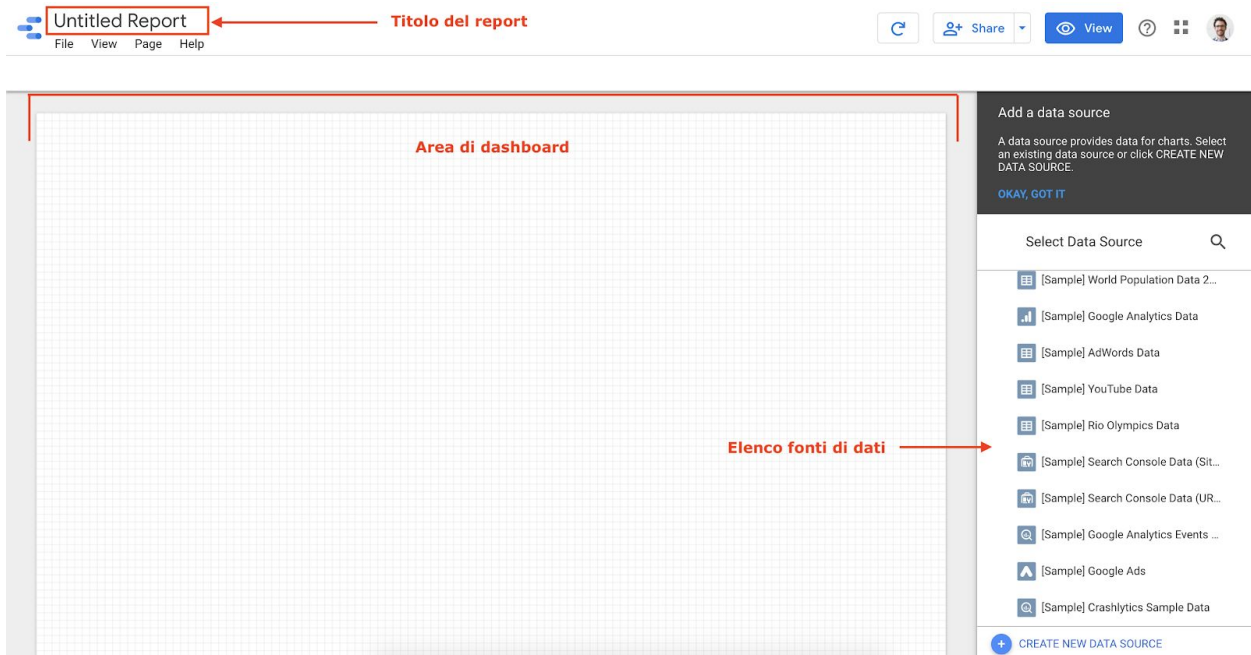 Untitled Report
Titolo del report
Share
View
File View Page Help
Area di dashboard
Add a data source
A data source provides data for charts. Select
an existing data source or click CREATE NEW
DATA SOURCE.
OKAY, GOT IT
Select Data Source
[Sample] World Population Data 2...
[Sample] Google Analytics Data
[Sample] AdWords Data
[Sample] YouTube Data
[Sample] Rio Olympics Data
Elenco fonti di dati
[Sample] Search Console Data (Sit...
[Sample] Search Console Data (UR...
[Sample] Google Analytics Events ...
[Sample] Google Ads
[Sample] Crashlytics Sample Data
CREATE NEW DATA SOURCE